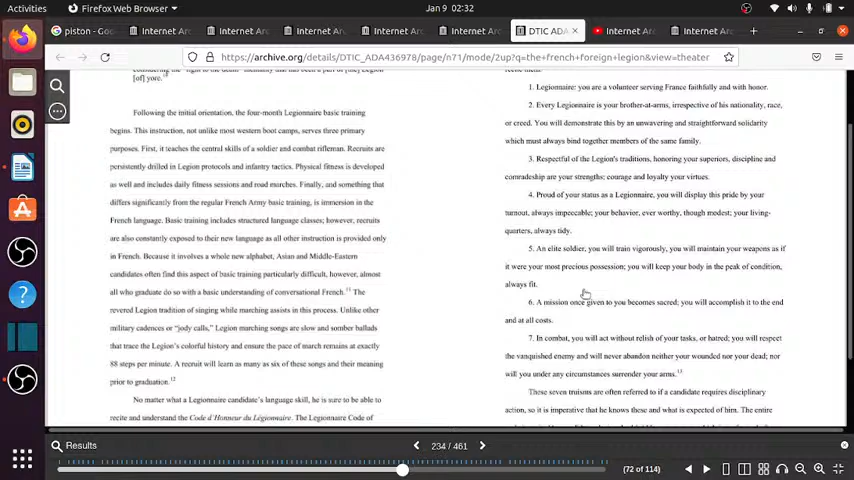 Activities
Firefox Web Browser
Jan 9 02:32
piston - Goo
Internet Ar
Internet Ar
Internet Ar
Internet Ar
Internet Ar
DTIC ADA
Internet Ar
Internet Ar
https://archive.org/details/DTIC_ADA436978/page/n71/mode/2up?q=the+french+foreign+legion&view=theater
[of] yore.
Following the initial orientation, the four-month Legionnaire basic training
begins. This instruction, not unlike most western boot camps, serves three primary
purposes. First, it teaches the central skills of a soldier and combat rifleman. Recruits are
persistently drilled in Legion protocols and infantry tactics. Physical fitness is developed
as well and includes daily fitness sessions and road marches. Finally, and something that
differs significantly from the regular French Army basic training, is immersion in the
French language. Basic training includes structured language classes; however, recruits
are also constantly exposed to their new language as all other instruction is provided only
in French. Because it involves a whole new alphabet, Asian and Middle-Eastern
candidates often find this aspect of basic training particularly difficult, however, almost
all who graduate do so with a basic understanding of conversational French.11 The
revered Legion tradition of singing while marching assists in this process. Unlike other
military cadences or “jody calls,” Legion marching songs are slow and somber ballads
that trace the Legion's colorful history and ensure the pace of march remains at exactly
88 steps per minute. A recruit will learn as many as six of these songs and their meaning
prior to graduation.12
No matter what a Legionnaire candidate's language skill, he is sure to be able to
recite and understand the Code d'Honneur du Légionnaire. The Legionnaire Code of
1. Legionnaire: you are a volunteer serving France faithfully and with honor.
2. Every Legionnaire is your brother-at-arms, irrespective of his nationality, race,
or creed. You will demonstrate this by an unwavering and straightforward solidarity
which must always bind together members of the same family.
3. Respectful of the Legion's traditions, honoring your superiors, discipline and
comradeship are your strengths; courage and loyalty your virtues.
4. Proud of your status as a Legionnaire, you will display this pride by your
turnout, always impeccable; your behavior, ever worthy, though modest; your living-
quarters, always tidy.
5. An elite soldier, you will train vigorously, you will maintain your weapons as if
it were your most precious possession; you will keep your body in the peak of condition,
always fit.
6. A mission once given to you becomes sacred; you will accomplish it to the end
and at all costs.
7. In combat, you will act without relish of your tasks, or hatred; you will respect
the vanquished enemy and will never abandon neither your wounded nor your dead; nor
will you under any circumstances surrender your arms.13
These seven truisms are often referred to if a candidate requires disciplinary
action, so it is imperative that he knows these and what is expected of him. The entire
Results
234 / 461
(72 of 114)